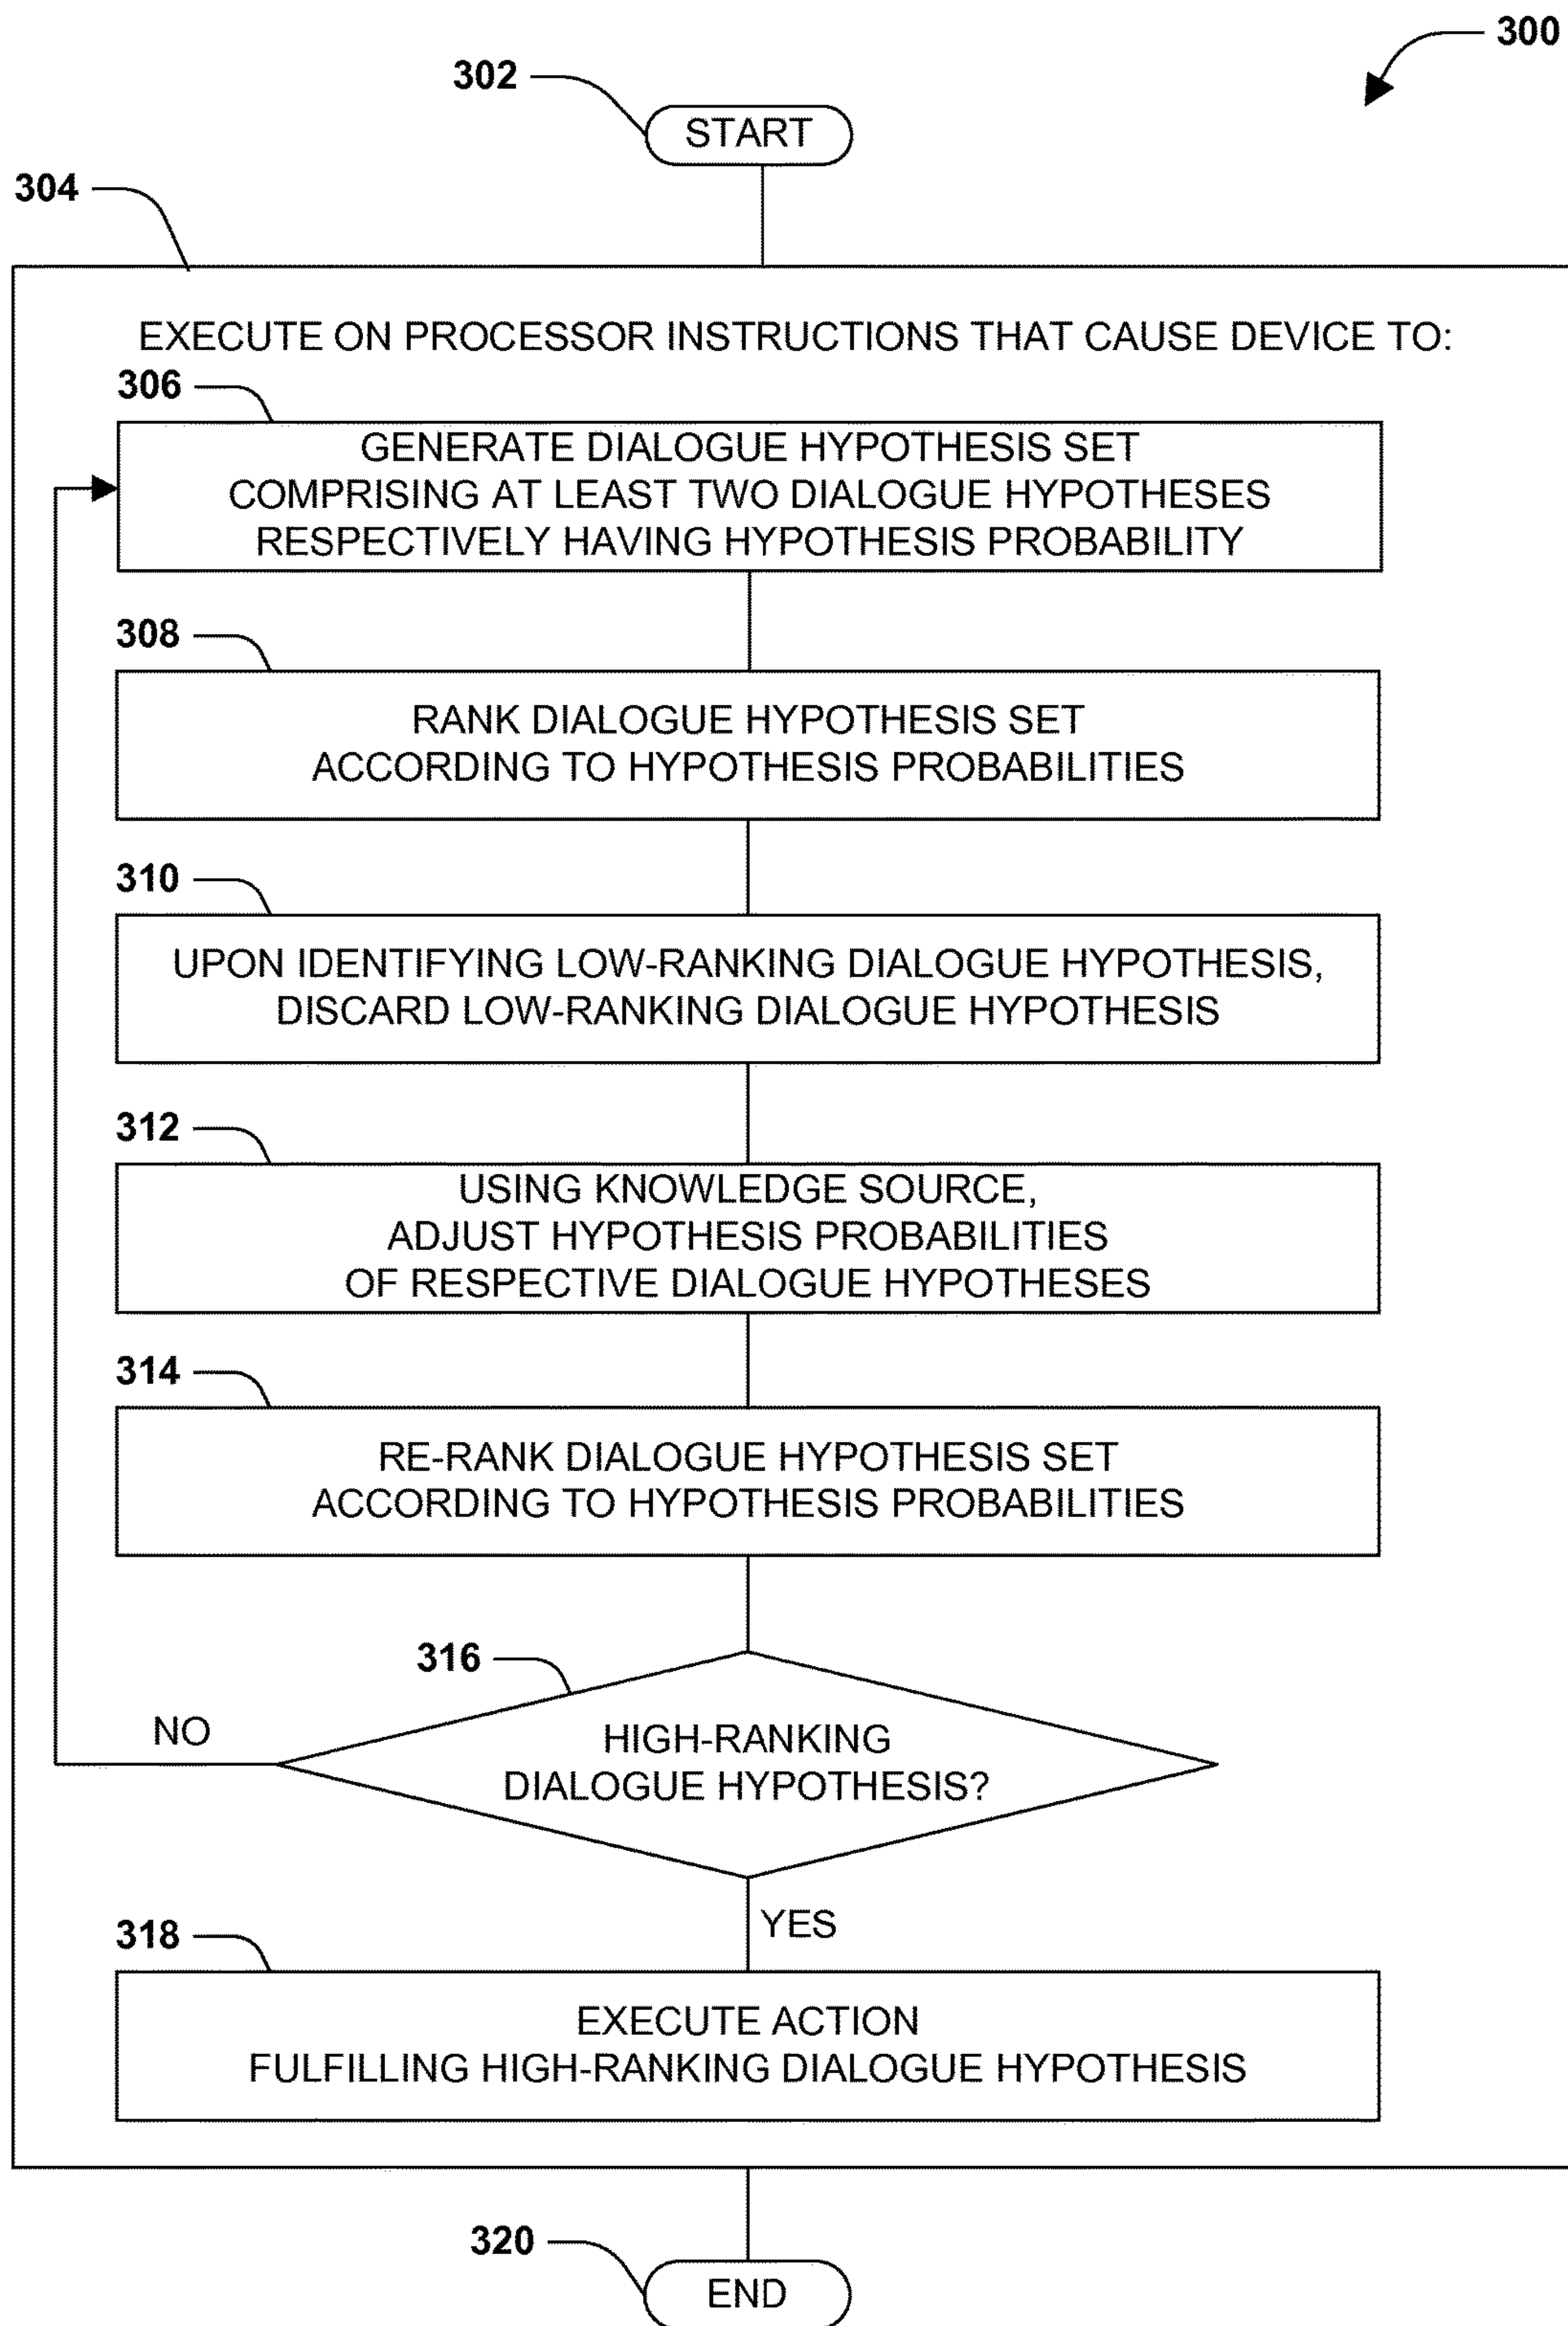 300
302
START
304
EXECUTE ON PROCESSOR INSTRUCTIONS THAT CAUSE DEVICE TO:
306
GENERATE DIALOGUE HYPOTHESIS SET
COMPRISING AT LEAST TWO DIALOGUE HYPOTHESES
RESPECTIVELY HAVING HYPOTHESIS PROBABILITY
308
RANK DIALOGUE HYPOTHESIS SET
ACCORDING TO HYPOTHESIS PROBABILITIES
310
UPON IDENTIFYING LOW-RANKING DIALOGUE HYPOTHESIS,
DISCARD LOW-RANKING DIALOGUE HYPOTHESIS
312
USING KNOWLEDGE SOURCE,
ADJUST HYPOTHESIS PROBABILITIES
OF RESPECTIVE DIALOGUE HYPOTHESES
314
RE-RANK DIALOGUE HYPOTHESIS SET
ACCORDING TO HYPOTHESIS PROBABILITIES
316
NO
HIGH-RANKING
DIALOGUE HYPOTHESIS?
YES
318
EXECUTE ACTION
FULFILLING HIGH-RANKING DIALOGUE HYPOTHESIS
320
END